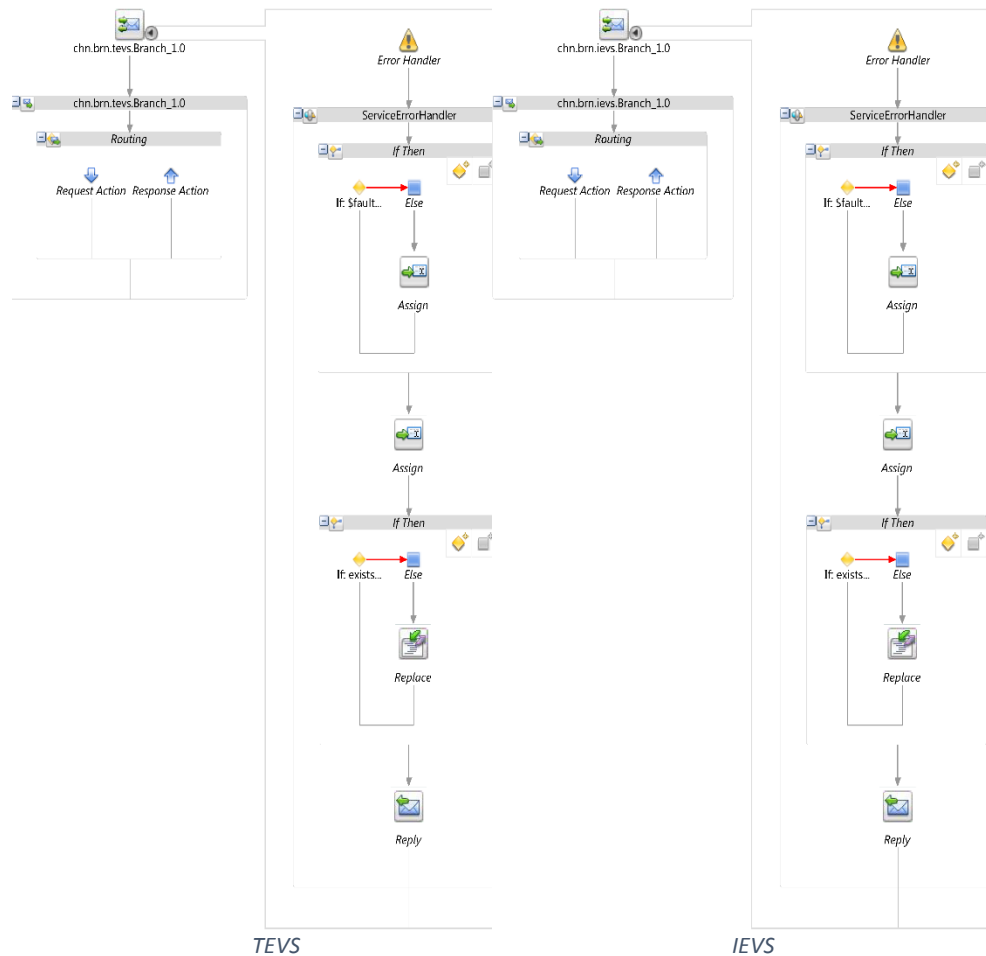 chn.brn.tevs.Branch_1.0
chn.brn.tevs.Branch_1.0
Routing
Request Action
Response Action
Error Handler
ServiceErrorHandler
If Then
If: $fault...
Else
Assign
Assign
If Then
If: exists...
Else
Replace
Reply
TEVS
chn.brn.ievs.Branch_1.0
chn.brn.ievs.Branch_1.0
Routing
Request Action
Response Action
Error Handler
ServiceErrorHandler
If Then
If: $fault...
Else
Assign
Assign
If Then
If: exists...
Else
Replace
Reply
IEVS